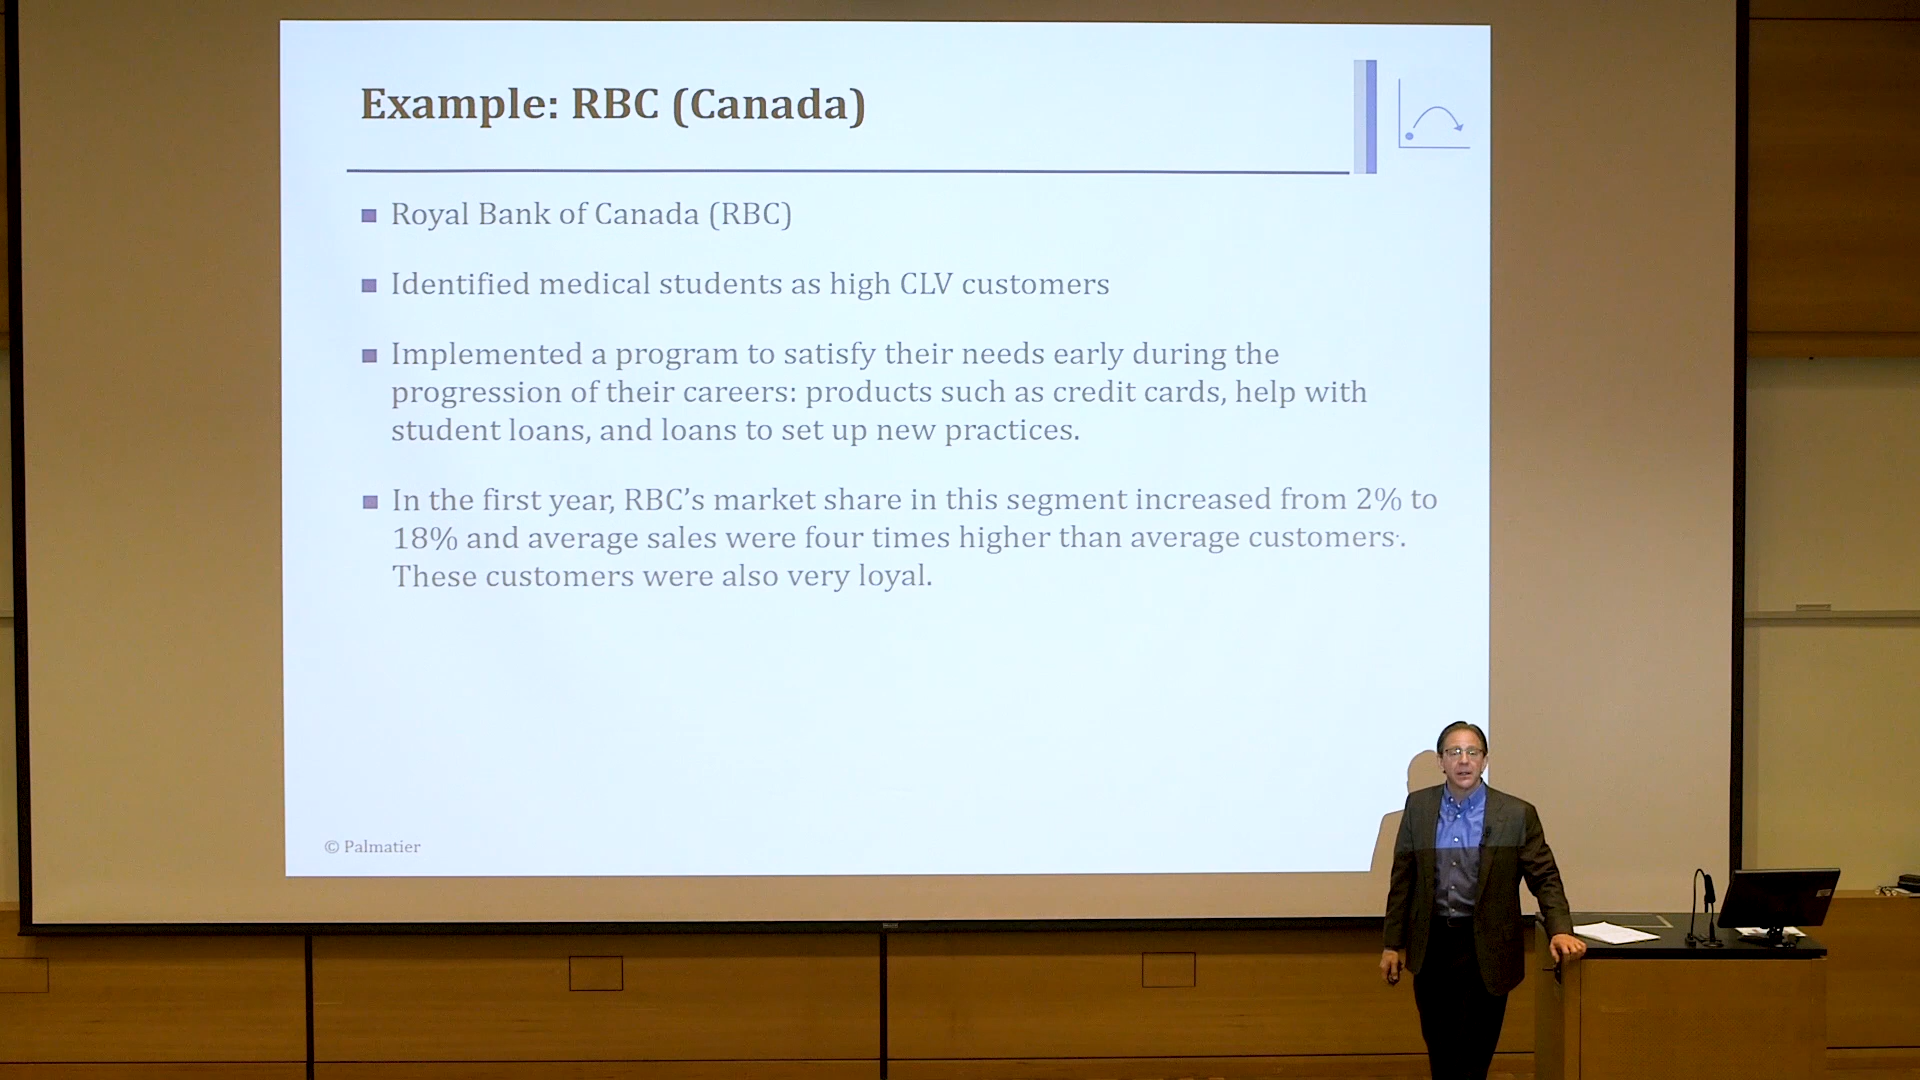 Example: RBC (Canada)
Royal Bank of Canada (RBC)
Identified medical students as high CLV customers
Implemented a program to satisfy their needs early during the
progression of their careers: products such as credit cards, help with
student loans, and loans to set up new practices.
In the first year, RBC's market share in this segment increased from 2% to
18% and average sales were four times higher than average customers.
These customers were also very loyal.
© Palmatier